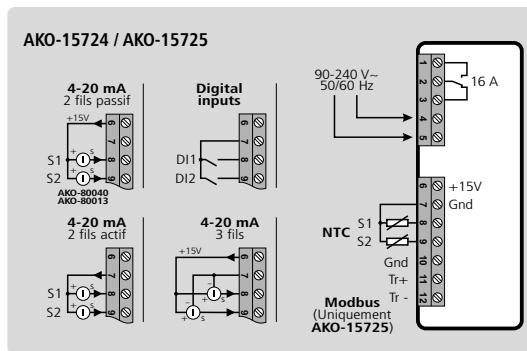 AKO-15724 / AKO-15725
4-20 mA
2 fils passif
+15V
6
7
8
9
+ s
S1
+ s
S2
AKO-80040
AKO-80013
Digital
inputs
6
7
8
9
DI1
DI2
4-20 mA
2 fils actif
6
7
8
9
+ s
S1
+ s
S2
4-20 mA
3 fils
+15V
6
7
8
9
–
+ s
–
+ s
90-240 V~
50/60 Hz
1
2
3
4
5
16 A
6
7
8
9
10
11
12
+15V
Gnd
NTC
S1
S2
Gnd
Tr+
Tr -
Modbus
(Uniquement
AKO-15725)